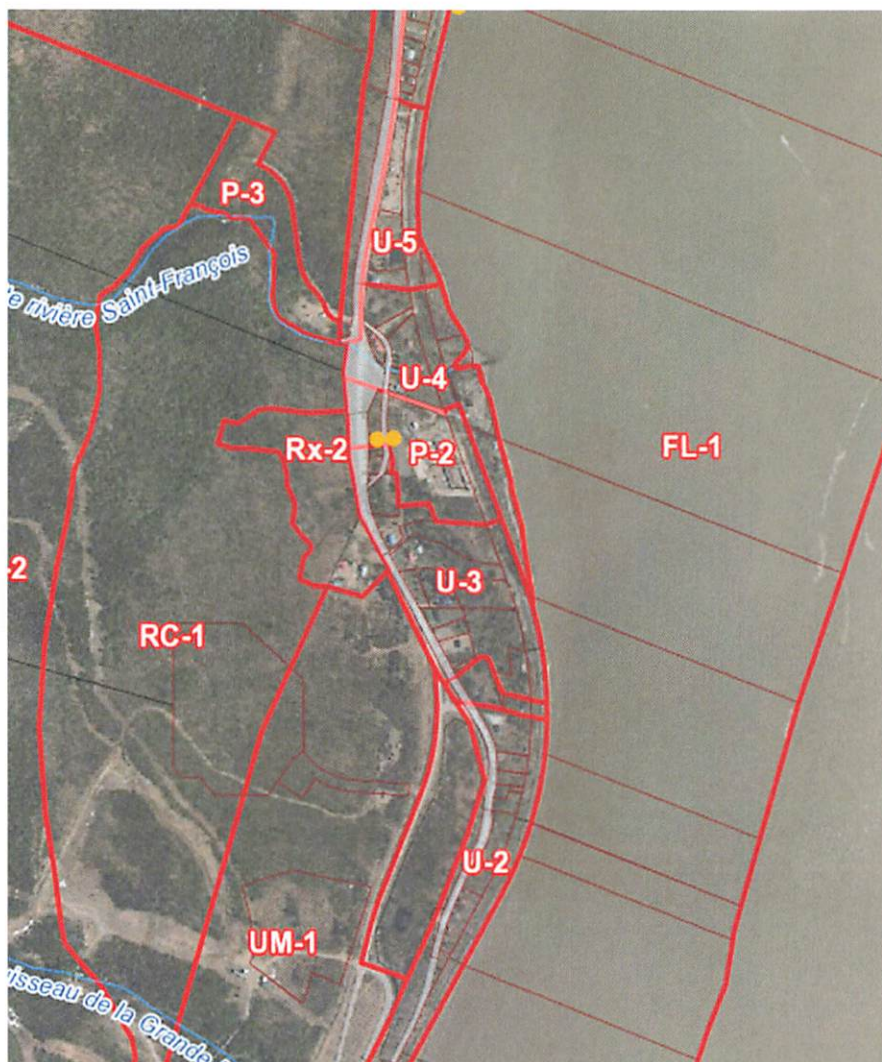 P-3
U-5
e rivière Saint-François
U-4
Rx-2
P-2
FL-1
-2
U-3
RC-1
U-2
UM-1
isseau de la Grande